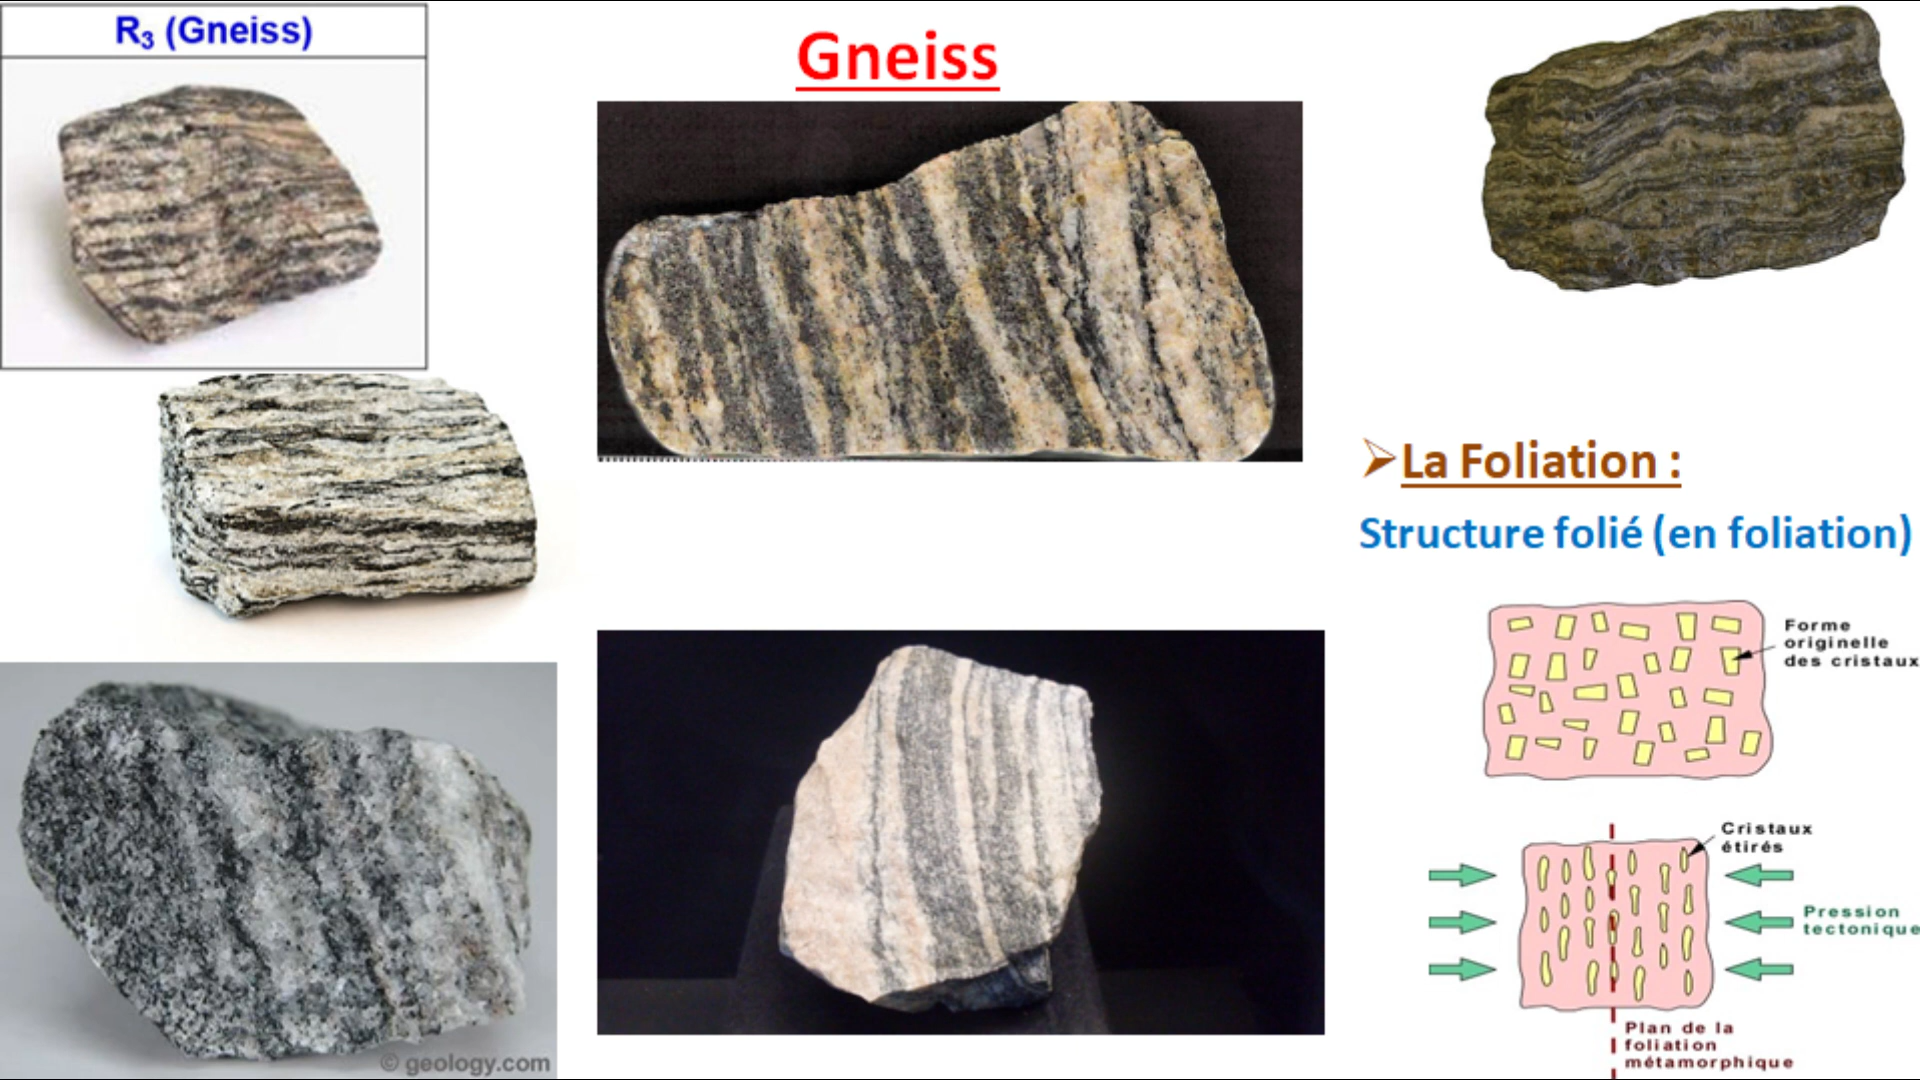 R₃ (Gneiss)
Gneiss
➢La Foliation :
Structure folié (en foliation)
Forme
originelle
des cristaux
Cristaux
étirés
Pression
tectonique
Plan de la
foliation
métamorphique
© geology.com